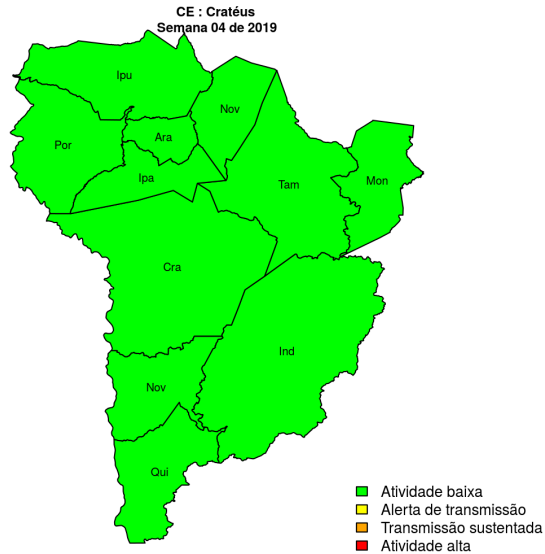 CE : Cratéus
Semana 04 de 2019
Ipu
Nov
Ara
Por
Ipa
Mon
Tam
Cra
Ind
Nov
Qui
Atividade baixa
Alerta de transmissão
Transmissão sustentada
Atividade alta